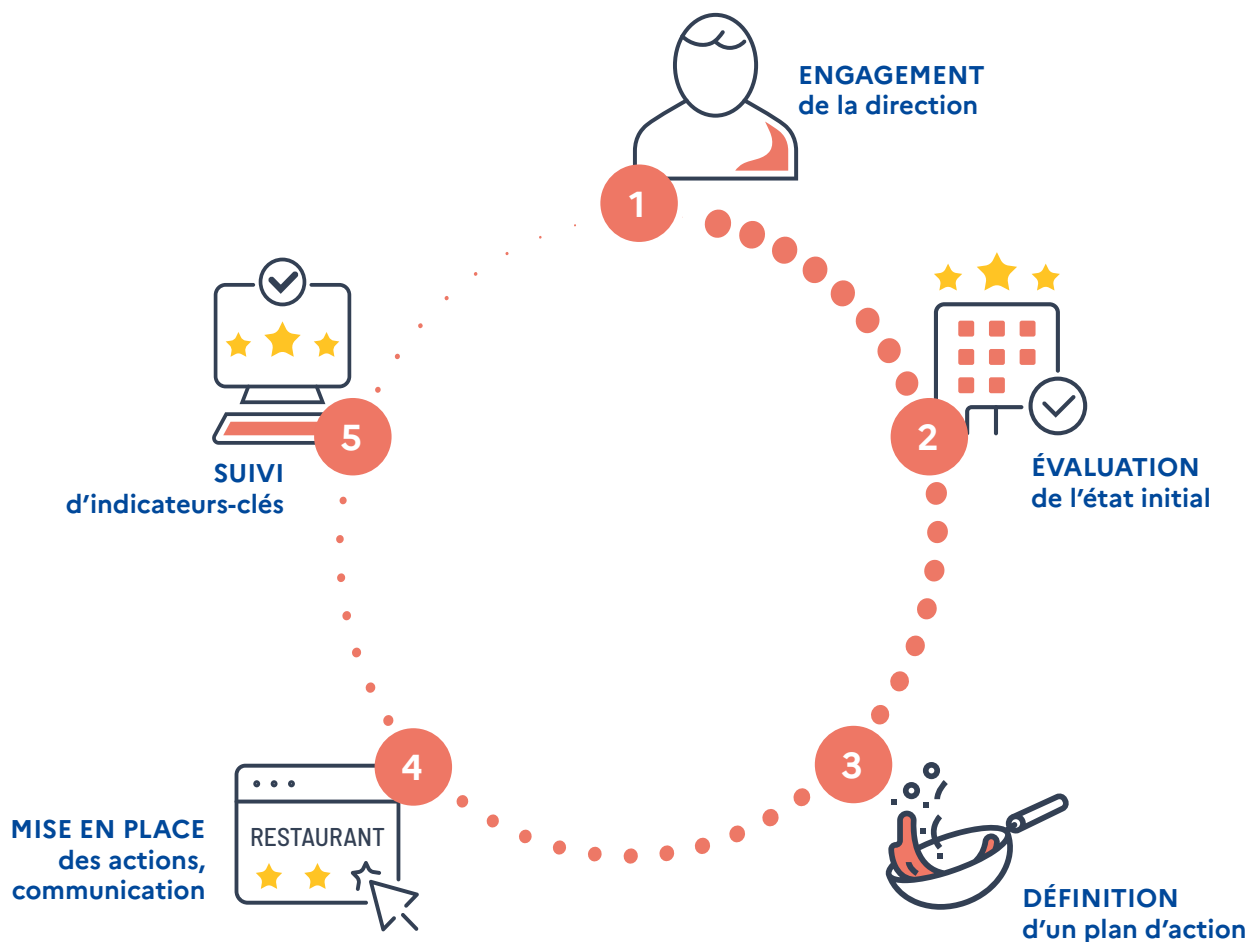 1
ENGAGEMENT
de la direction
2
ÉVALUATION
de l’état initial
3
DÉFINITION
d’un plan d’action
4
RESTAURANT
MISE EN PLACE
des actions,
communication
5
SUIVI
d’indicateurs-clés